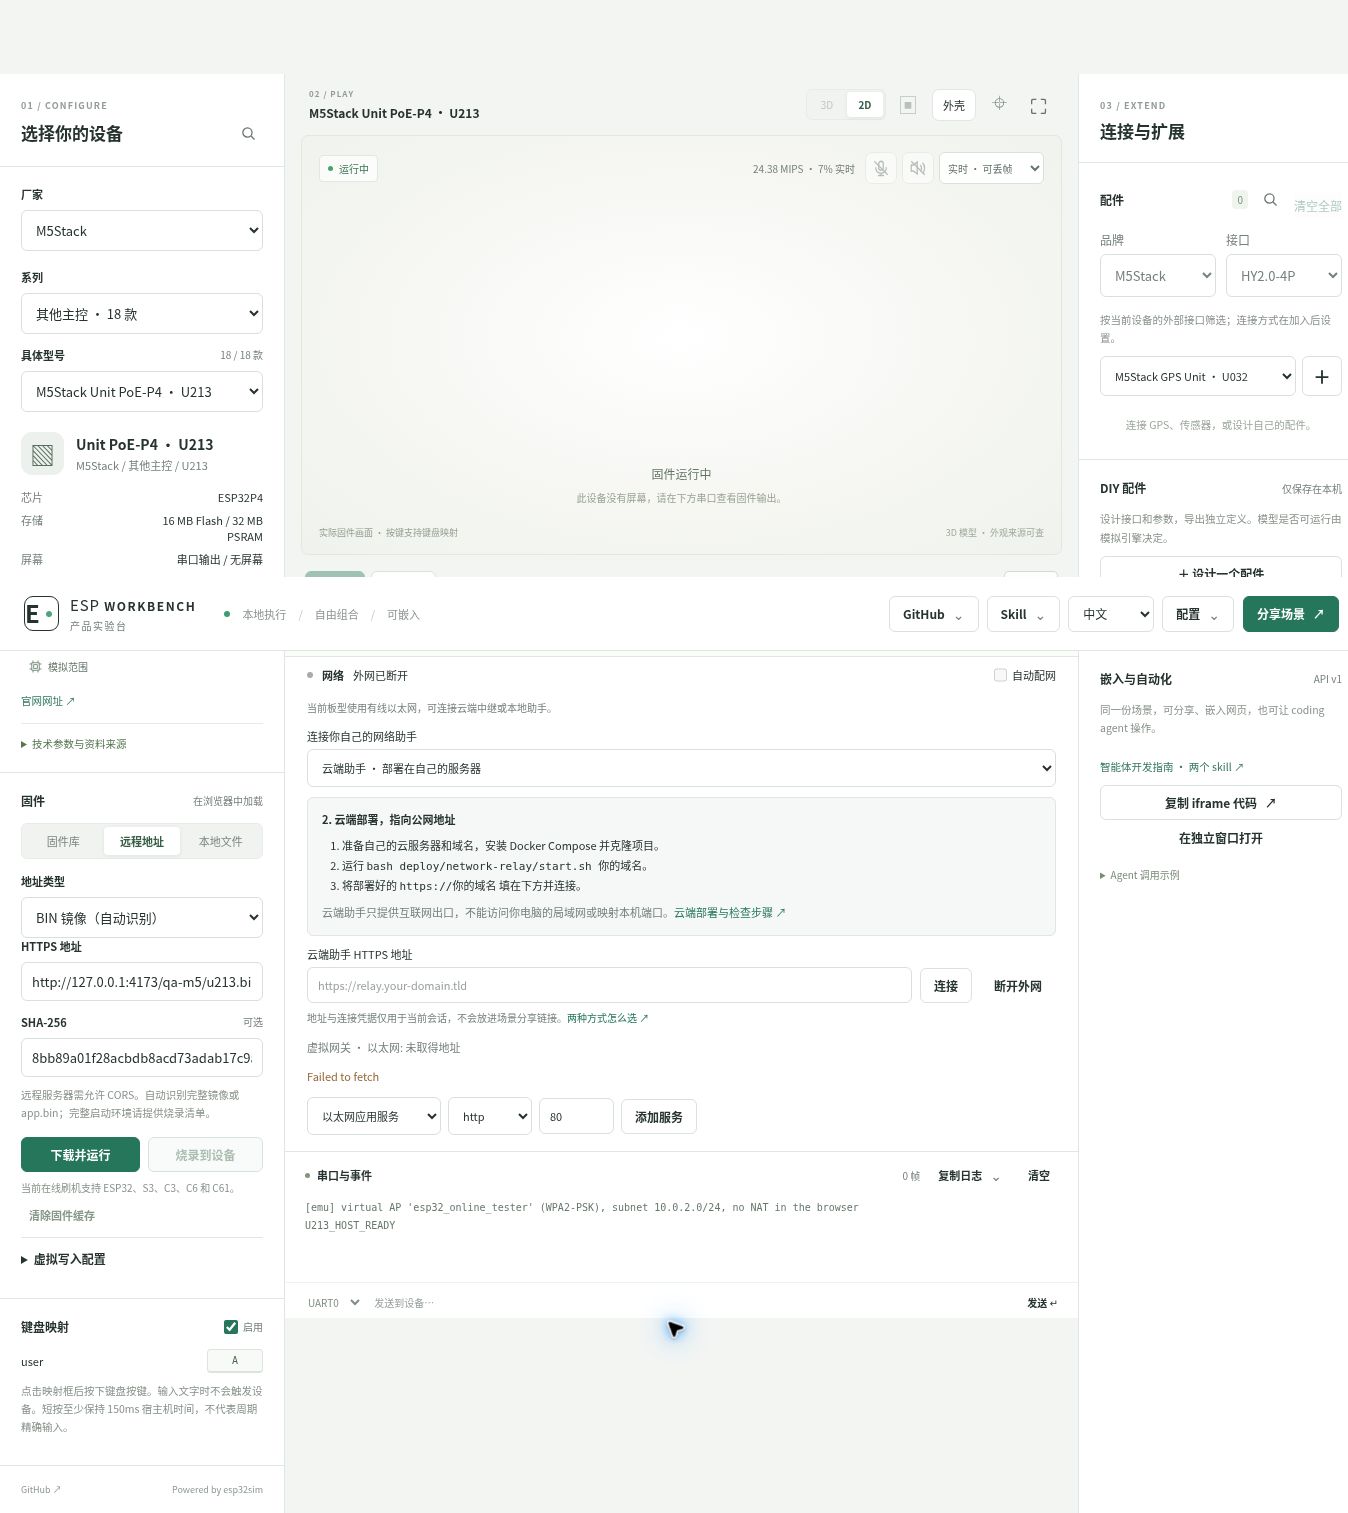 01 / CONFIGURE
选择你的设备
厂家
M5Stack
系列
其他主控 · 18 款
具体型号
18 / 18 款
M5Stack Unit PoE-P4 · U213
Unit PoE-P4 · U213
M5Stack / 其他主控 / U213
芯片
ESP32P4
存储
16 MB Flash / 32 MB
PSRAM
屏幕
串口输出 / 无屏幕
02 / PLAY
M5Stack Unit PoE-P4 · U213
3D
2D
外壳
运行中
24.38 MIPS · 7% 实时
实时 · 可丢帧
固件运行中
此设备没有屏幕，请在下方串口查看固件输出。
实际固件画面 · 按键支持键盘映射
3D 模型 · 外观来源可查
03 / EXTEND
连接与扩展
配件
0
清空全部
品牌
接口
M5Stack
HY2.0-4P
按当前设备的外部接口筛选；连接方式在加入后设
置。
M5Stack GPS Unit · U032
+
连接 GPS、传感器，或设计自己的配件。
DIY 配件
仅保存在本机
设计接口和参数，导出独立定义。模型是否可运行由
模拟引擎决定。
+ 设计一个配件
E
ESP WORKBENCH
产品实验台
本地执行 / 自由组合 / 可嵌入
GitHub
Skill
中文
配置
分享场景 ↗
模拟范围
官网网址 ↗
技术参数与资料来源
固件
在浏览器中加载
固件库
远程地址
本地文件
地址类型
BIN 镜像（自动识别）
HTTPS 地址
http://127.0.0.1:4173/qa-m5/u213.bi
SHA-256
可选
8bb89a01f28acbdb8acd73adab17c9
远程服务器需允许 CORS。自动识别完整镜像或
app.bin；完整启动环境请提供烧录清单。
下载并运行
烧录到设备
当前在线刷机支持 ESP32、S3、C3、C6 和 C61。
清除固件缓存
虚拟写入配置
键盘映射
启用
user
A
点击映射框后按下键盘按键。输入文字时不会触发设
备。短按至少保持 150ms 宿主机时间，不代表周期
精确输入。
GitHub ↗
Powered by esp32sim
网络
外网已断开
自动配网
当前板型使用有线以太网，可连接云端中继或本地助手。
连接你自己的网络助手
云端助手 · 部署在自己的服务器
2. 云端部署，指向公网地址
1. 准备自己的云服务器和域名，安装 Docker Compose 并克隆项目。
2. 运行 bash deploy/network-relay/start.sh 你的域名。
3. 将部署好的 https://你的域名 填在下方并连接。
云端助手只提供互联网出口，不能访问你电脑的局域网或映射本机端口。云端部署与检查步骤 ↗
云端助手 HTTPS 地址
https://relay.your-domain.tld
连接
断开外网
地址与连接凭据仅用于当前会话，不会放进场景分享链接。两种方式怎么选 ↗
虚拟网关 · 以太网: 未取得地址
Failed to fetch
以太网应用服务
http
80
添加服务
串口与事件
0 帧
复制日志
清空
[emu] virtual AP 'esp32_online_tester' (WPA2-PSK), subnet 10.0.2.0/24, no NAT in the browser
U213_HOST_READY
UART0
发送到设备…
发送 ↵
嵌入与自动化
API v1
同一份场景，可分享、嵌入网页，也可让 coding
agent 操作。
智能体开发指南 · 两个 skill ↗
复制 iframe 代码 ↗
在独立窗口打开
Agent 调用示例